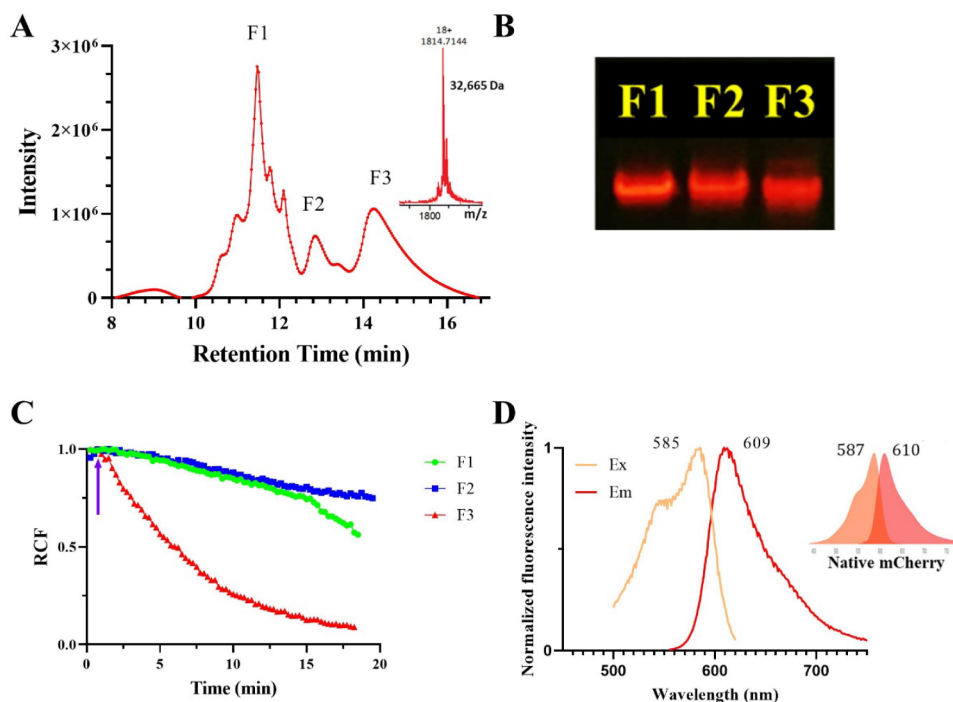 A
F1
F2
F3
3×10⁶
2×10⁶
1×10⁶
0
Intensity
8
10
12
14
16
Retention Time (min)
18+
1814.7144
32,665 Da
1800
m/z
B
F1 F2 F3
C
1.0
0.5
0.0
RCF
0
5
10
15
20
Time (min)
F1
F2
F3
D
585
609
1
0
Normalized fluorescence intensity
Ex
Em
500
600
700
Wavelength (nm)
587
610
Native mCherry